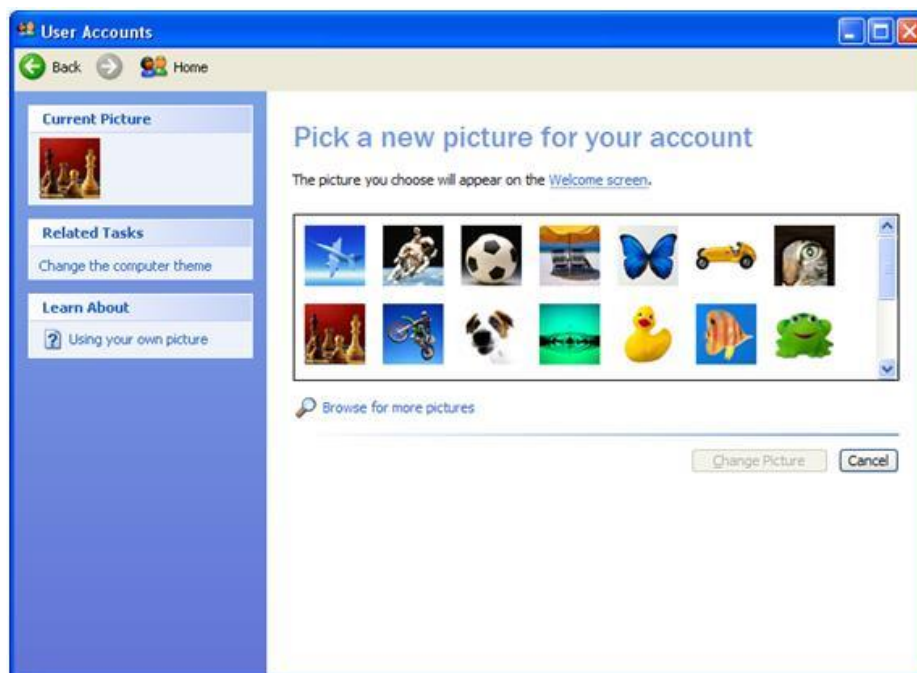 User Accounts
Back Home
Current Picture
Related Tasks
Change the computer theme
Learn About
Using your own picture
Pick a new picture for your account
The picture you choose will appear on the Welcome screen.
Browse for more pictures
Change Picture Cancel